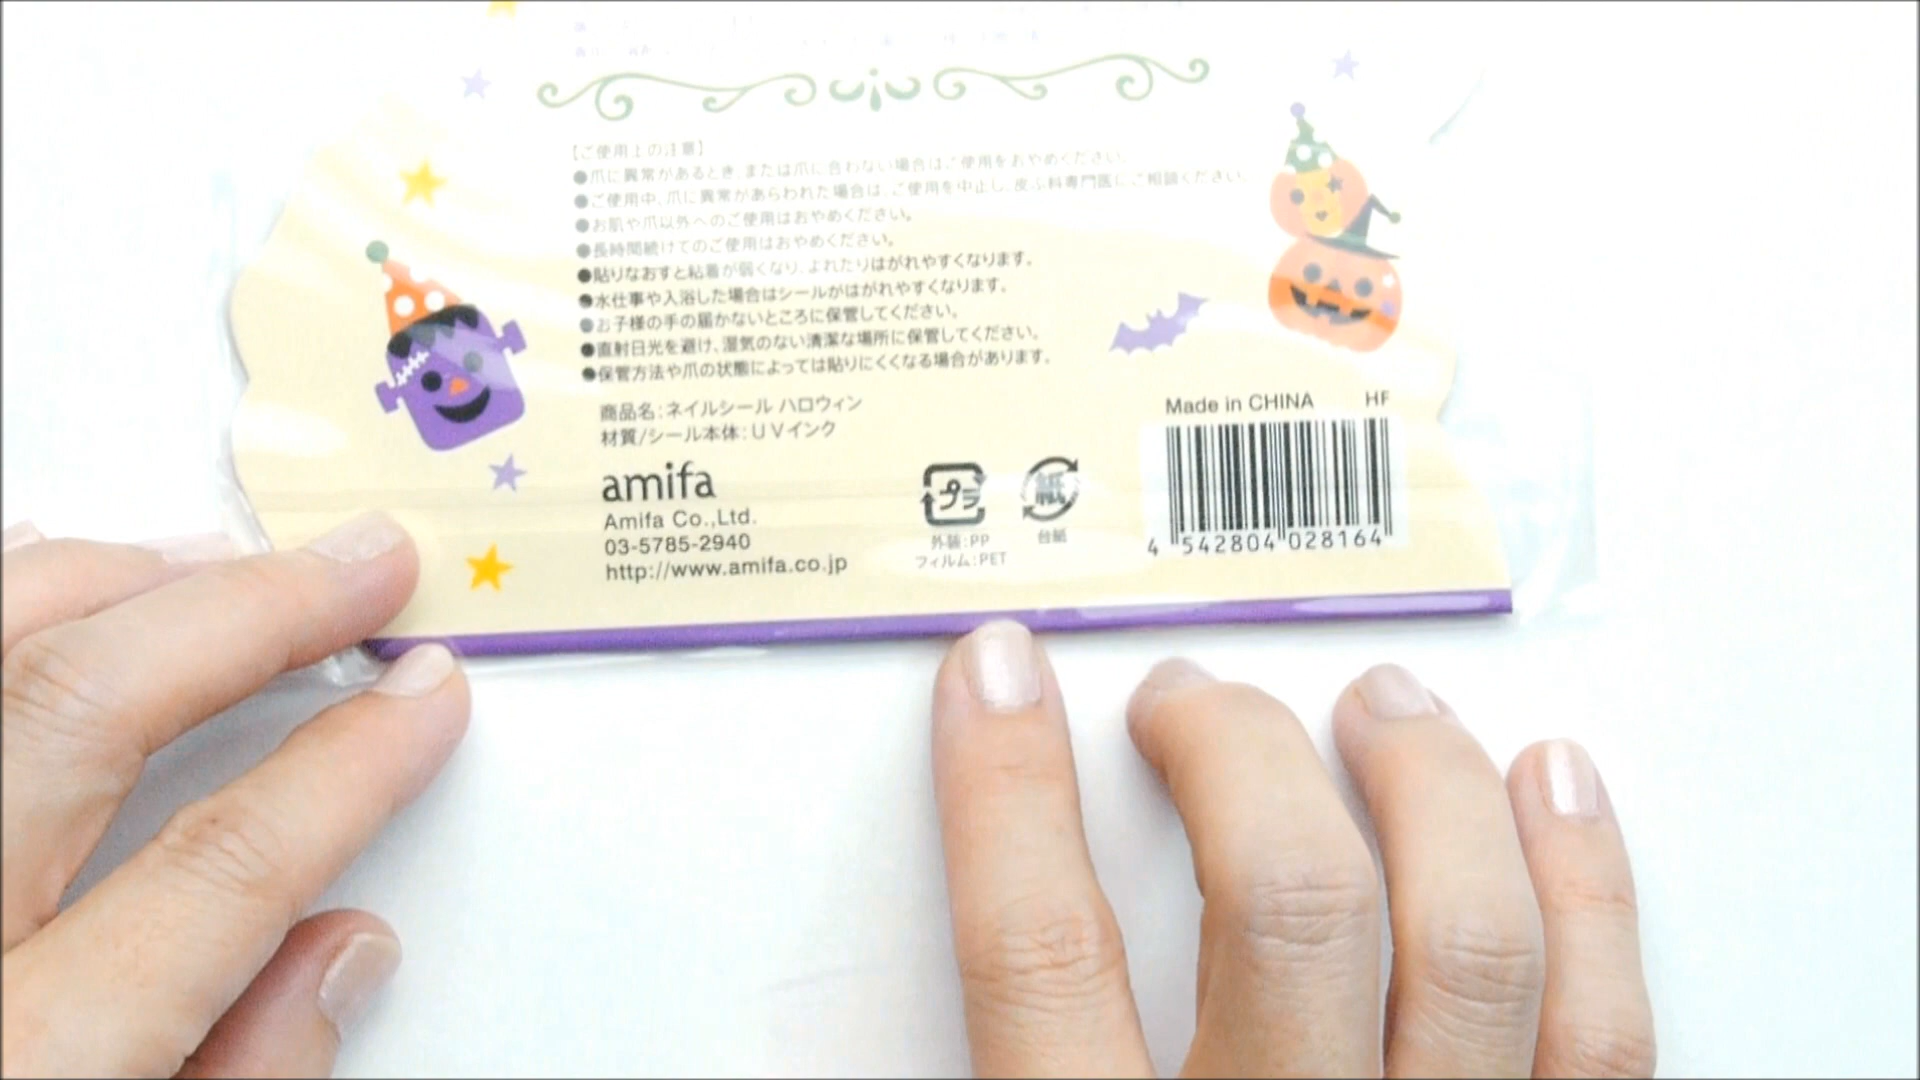 【ご使用上の注意】
●爪に異常があるとき、または爪に合わない場合はご使用をおやめください。
●ご使用中、爪に異常があらわれた場合は、ご使用を中止し、皮ふ科専門医にご相談ください。
●お肌や爪以外へのご使用はおやめください。
●長時間続けてのご使用はおやめください。
●貼りなおすと粘着が弱くなり、よれたりはがれやすくなります。
●水仕事や入浴した場合はシールがはがれやすくなります。
●お子様の手の届かないところに保管してください。
●直射日光を避け、湿気のない清潔な場所に保管してください。
●保管方法や爪の状態によっては貼りにくくなる場合があります。
商品名:ネイルシール ハロウィン
材質/シール本体:UVインク
amifa
Amifa Co.,Ltd.
03-5785-2940
http://www.amifa.co.jp
プラ
外装:PP
フィルム:PET
紙
台紙
Made in CHINA HF
4 542804 028164